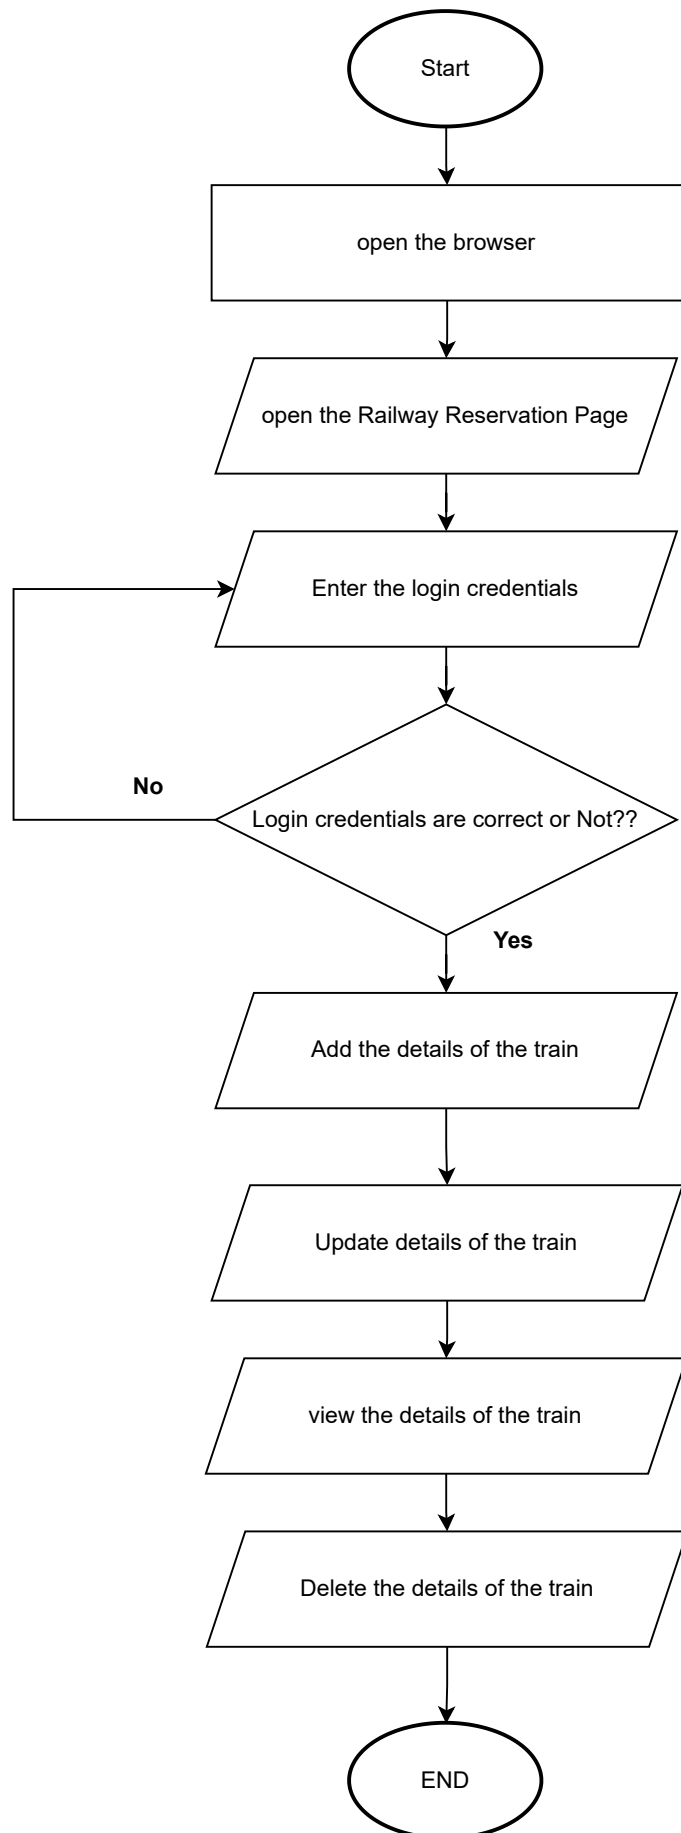 Start
open the browser
open the Railway Reservation Page
Enter the login credentials
No
Login credentials are correct or Not??
Yes
Add the details of the train
Update details of the train
view the details of the train
Delete the details of the train
END